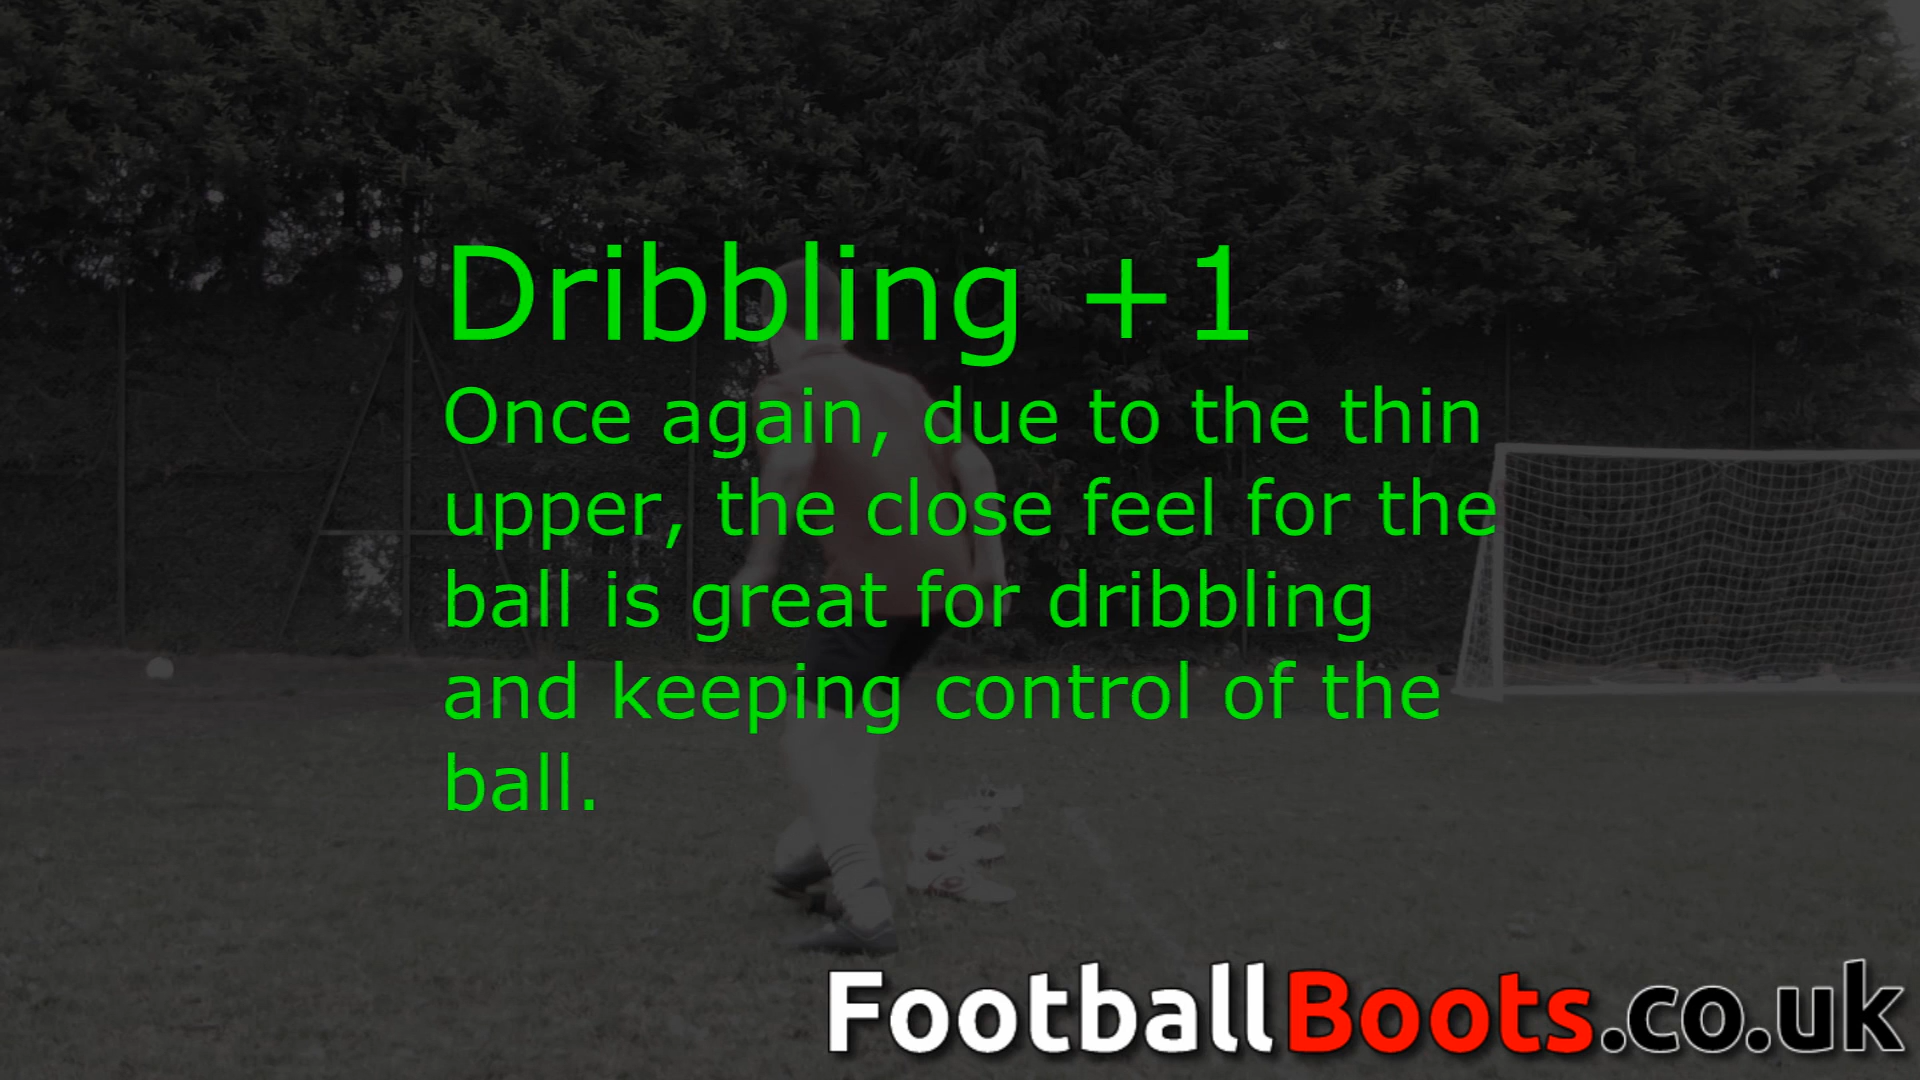 Dribbling +1
Once again, due to the thin
upper, the close feel for the
ball is great for dribbling
and keeping control of the
ball.
FootballBoots.co.uk